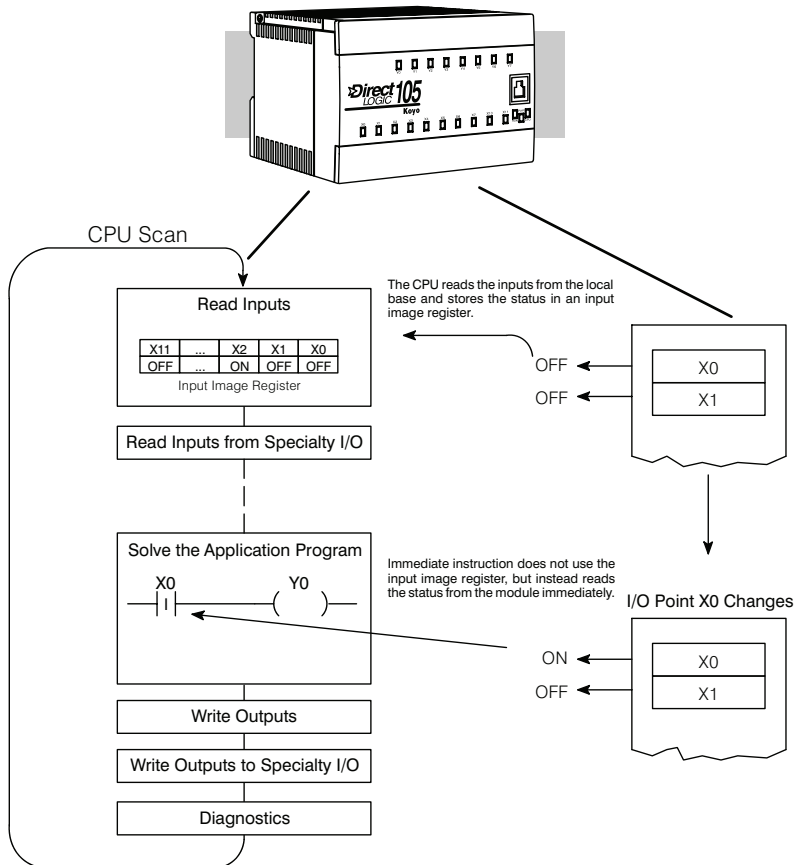 Direct
LOGIC 105
Koyo
CPU Scan
Read Inputs
X11 ... X2 X1 X0
OFF ... ON OFF OFF
Input Image Register
The CPU reads the inputs from the local
base and stores the status in an input
image register.
OFF X0
OFF X1
Read Inputs from Specialty I/O
Solve the Application Program
X0 Y0
I
Immediate instruction does not use the
input image register, but instead reads
the status from the module immediately.
I/O Point X0 Changes
ON X0
OFF X1
Write Outputs
Write Outputs to Specialty I/O
Diagnostics